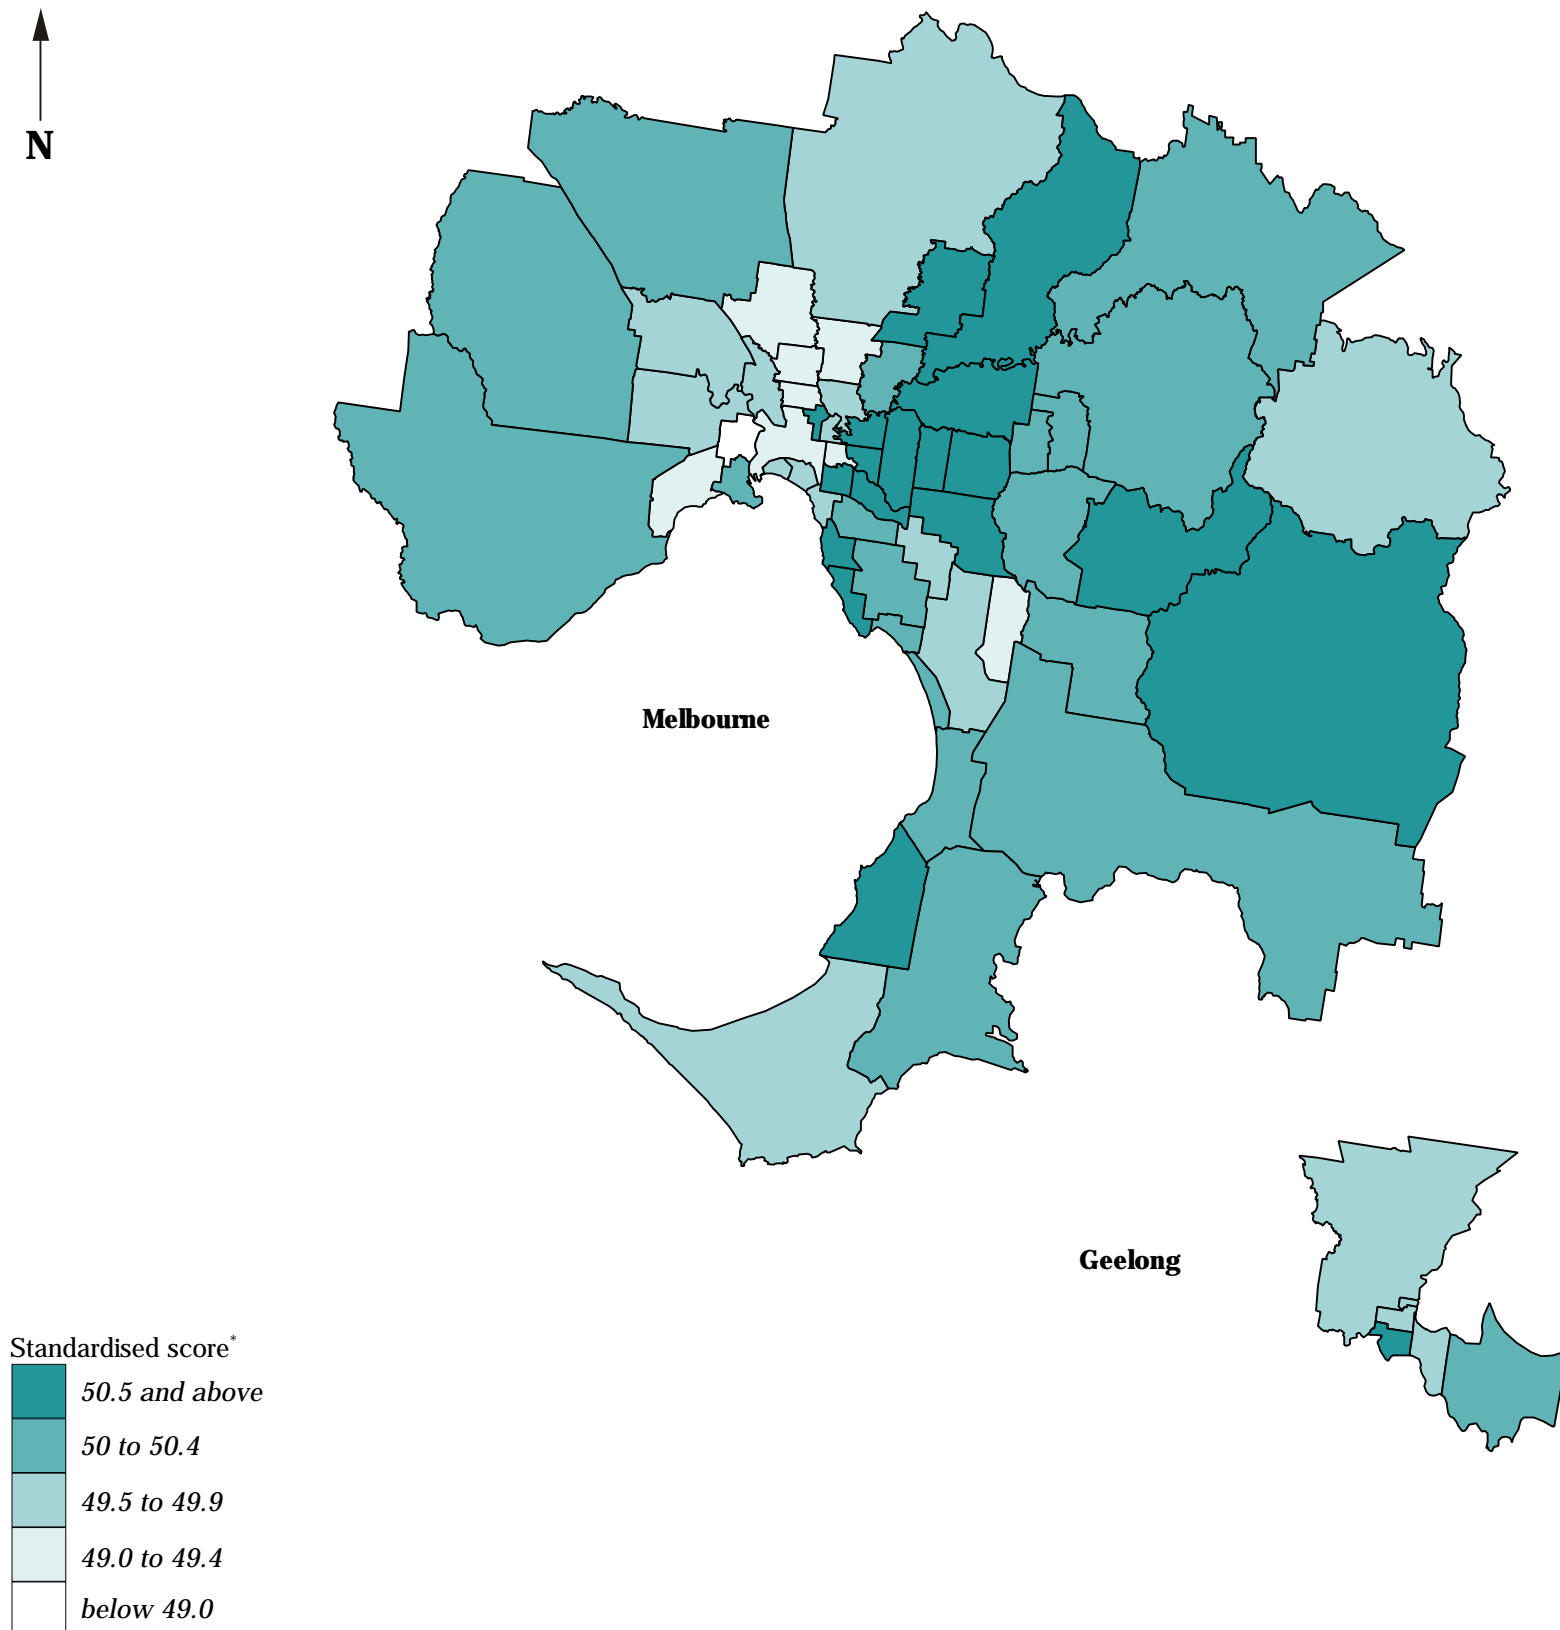 N
Melbourne
Geelong
Standardised score*
50.5 and above
50 to 50.4
49.5 to 49.9
49.0 to 49.4
below 49.0